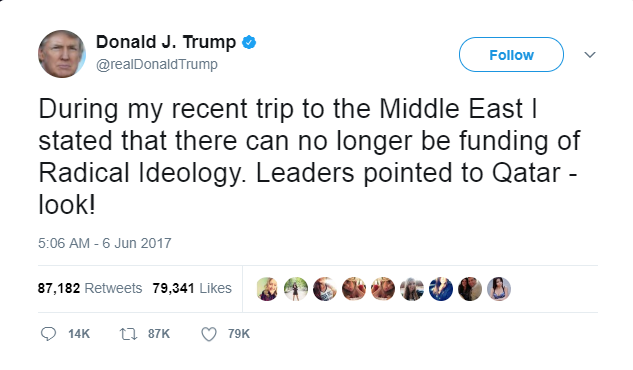 Donald J. Trump
Follow
@realDonaldTrump
During my recent trip to the Middle East I
stated that there can no longer be funding of
Radical Ideology. Leaders pointed to Qatar -
look!
5:06 AM - 6 Jun 2017
87,182 Retweets 79,341 Likes
14K 87K 79K